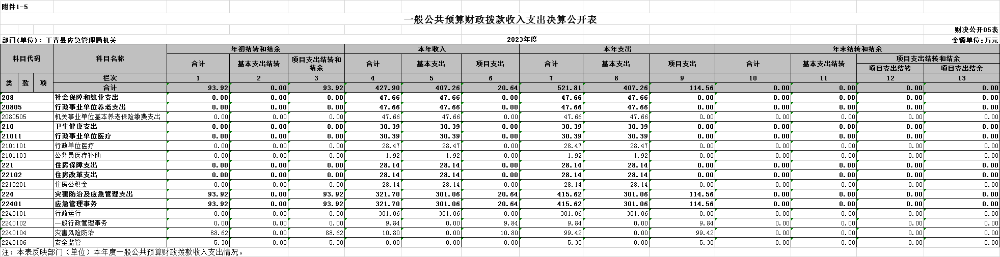 附件1-5
一般公共预算财政拨款收入支出决算公开表
财决公开05表
部门(单位)：丁青县应急管理局机关 2023年度 金额单位:万元
科目代码 科目名称 年初结转和结余 本年收入 本年支出 年末结转和结余
合计 基本支出结转 项目支出结转和结余 合计 基本支出 项目支出 合计 基本支出 项目支出 合计 基本支出结转 项目支出结转和结余
项目支出结转 项目支出结余
类 款 项 栏次 1 2 3 4 5 6 7 8 9 10 11 12 13
合计 93.92 0.00 93.92 427.90 407.26 20.64 521.81 407.26 114.56 0.00 0.00 0.00 0.00
208 社会保障和就业支出 0.00 0.00 0.00 47.66 47.66 0.00 47.66 47.66 0.00 0.00 0.00 0.00 0.00
20805 行政事业单位养老支出 0.00 0.00 0.00 47.66 47.66 0.00 47.66 47.66 0.00 0.00 0.00 0.00 0.00
2080505 机关事业单位基本养老保险缴费支出 0.00 0.00 0.00 47.66 47.66 0.00 47.66 47.66 0.00 0.00 0.00 0.00 0.00
210 卫生健康支出 0.00 0.00 0.00 30.39 30.39 0.00 30.39 30.39 0.00 0.00 0.00 0.00 0.00
21011 行政事业单位医疗 0.00 0.00 0.00 30.39 30.39 0.00 30.39 30.39 0.00 0.00 0.00 0.00 0.00
2101101 行政单位医疗 0.00 0.00 0.00 28.47 28.47 0.00 28.47 28.47 0.00 0.00 0.00 0.00 0.00
2101103 公务员医疗补助 0.00 0.00 0.00 1.92 1.92 0.00 1.92 1.92 0.00 0.00 0.00 0.00 0.00
221 住房保障支出 0.00 0.00 0.00 28.14 28.14 0.00 28.14 28.14 0.00 0.00 0.00 0.00 0.00
22102 住房改革支出 0.00 0.00 0.00 28.14 28.14 0.00 28.14 28.14 0.00 0.00 0.00 0.00 0.00
2210201 住房公积金 0.00 0.00 0.00 28.14 28.14 0.00 28.14 28.14 0.00 0.00 0.00 0.00 0.00
224 灾害防治及应急管理支出 93.92 0.00 93.92 321.70 301.06 20.64 415.62 301.06 114.56 0.00 0.00 0.00 0.00
22401 应急管理事务 93.92 0.00 93.92 321.70 301.06 20.64 415.62 301.06 114.56 0.00 0.00 0.00 0.00
2240101 行政运行 0.00 0.00 0.00 301.06 301.06 0.00 301.06 301.06 0.00 0.00 0.00 0.00 0.00
2240102 一般行政管理事务 0.00 0.00 0.00 9.84 0.00 9.84 9.84 0.00 9.84 0.00 0.00 0.00 0.00
2240104 灾害风险防治 88.62 0.00 88.62 10.80 0.00 10.80 99.42 0.00 99.42 0.00 0.00 0.00 0.00
2240106 安全监管 5.30 0.00 5.30 0.00 0.00 0.00 5.30 0.00 5.30 0.00 0.00 0.00 0.00
注：本表反映部门（单位）本年度一般公共预算财政拨款收入支出情况。